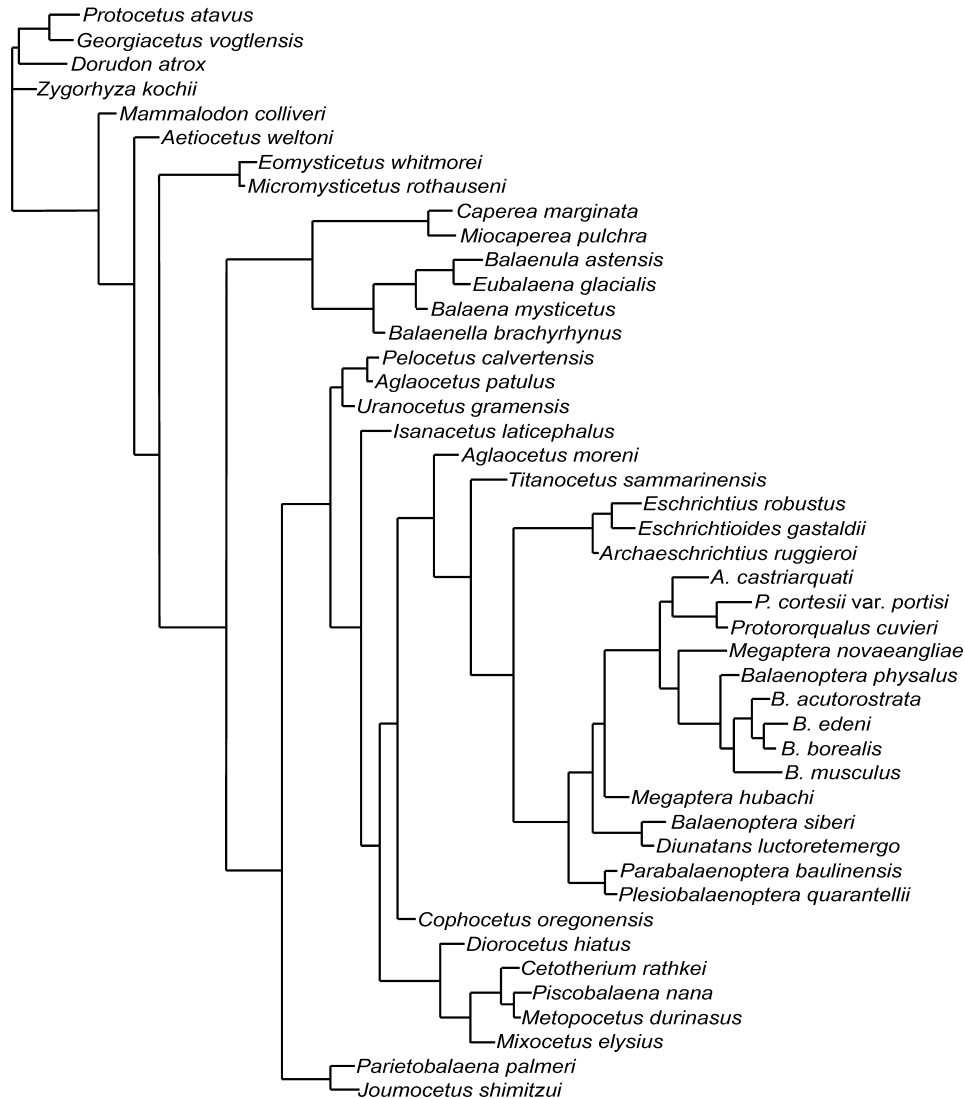 Protocetus atavus
Georgiacetus vogtlensis
Dorudon atrox
Zygorhyza kochii
Mammalodon colliveri
Aetiocetus weltoni
Eomysticetus whitmorei
Micromysticetus rothauseni
Caperea marginata
Miocaperea pulchra
Balaenula astensis
Eubalaena glacialis
Balaena mysticetus
Balaenella brachyrhynus
Pelocetus calvertensis
Aglaocetus patulus
Uranocetus gramensis
Isanacetus laticephalus
Aglaocetus moreni
Titanocetus sammarinensis
Eschrichtius robustus
Eschrichtioides gastaldii
Archaeschrichtius ruggieroi
A. castriarquati
P. cortesii var. portisi
Protororqualus cuvieri
Megaptera novaeangliae
Balaenoptera physalus
B. acutorostrata
B. edeni
B. borealis
B. musculus
Megaptera hubachi
Balaenoptera siberi
Diunatans luctoretemergo
Parabalaenoptera baulinensis
Plesiobalaenoptera quarantellii
Cophocetus oregonensis
Diorocetus hiatus
Cetotherium rathkei
Piscobalaena nana
Metopocetus durinasus
Mixocetus elysius
Parietobalaena palmeri
Joumocetus shimitzui